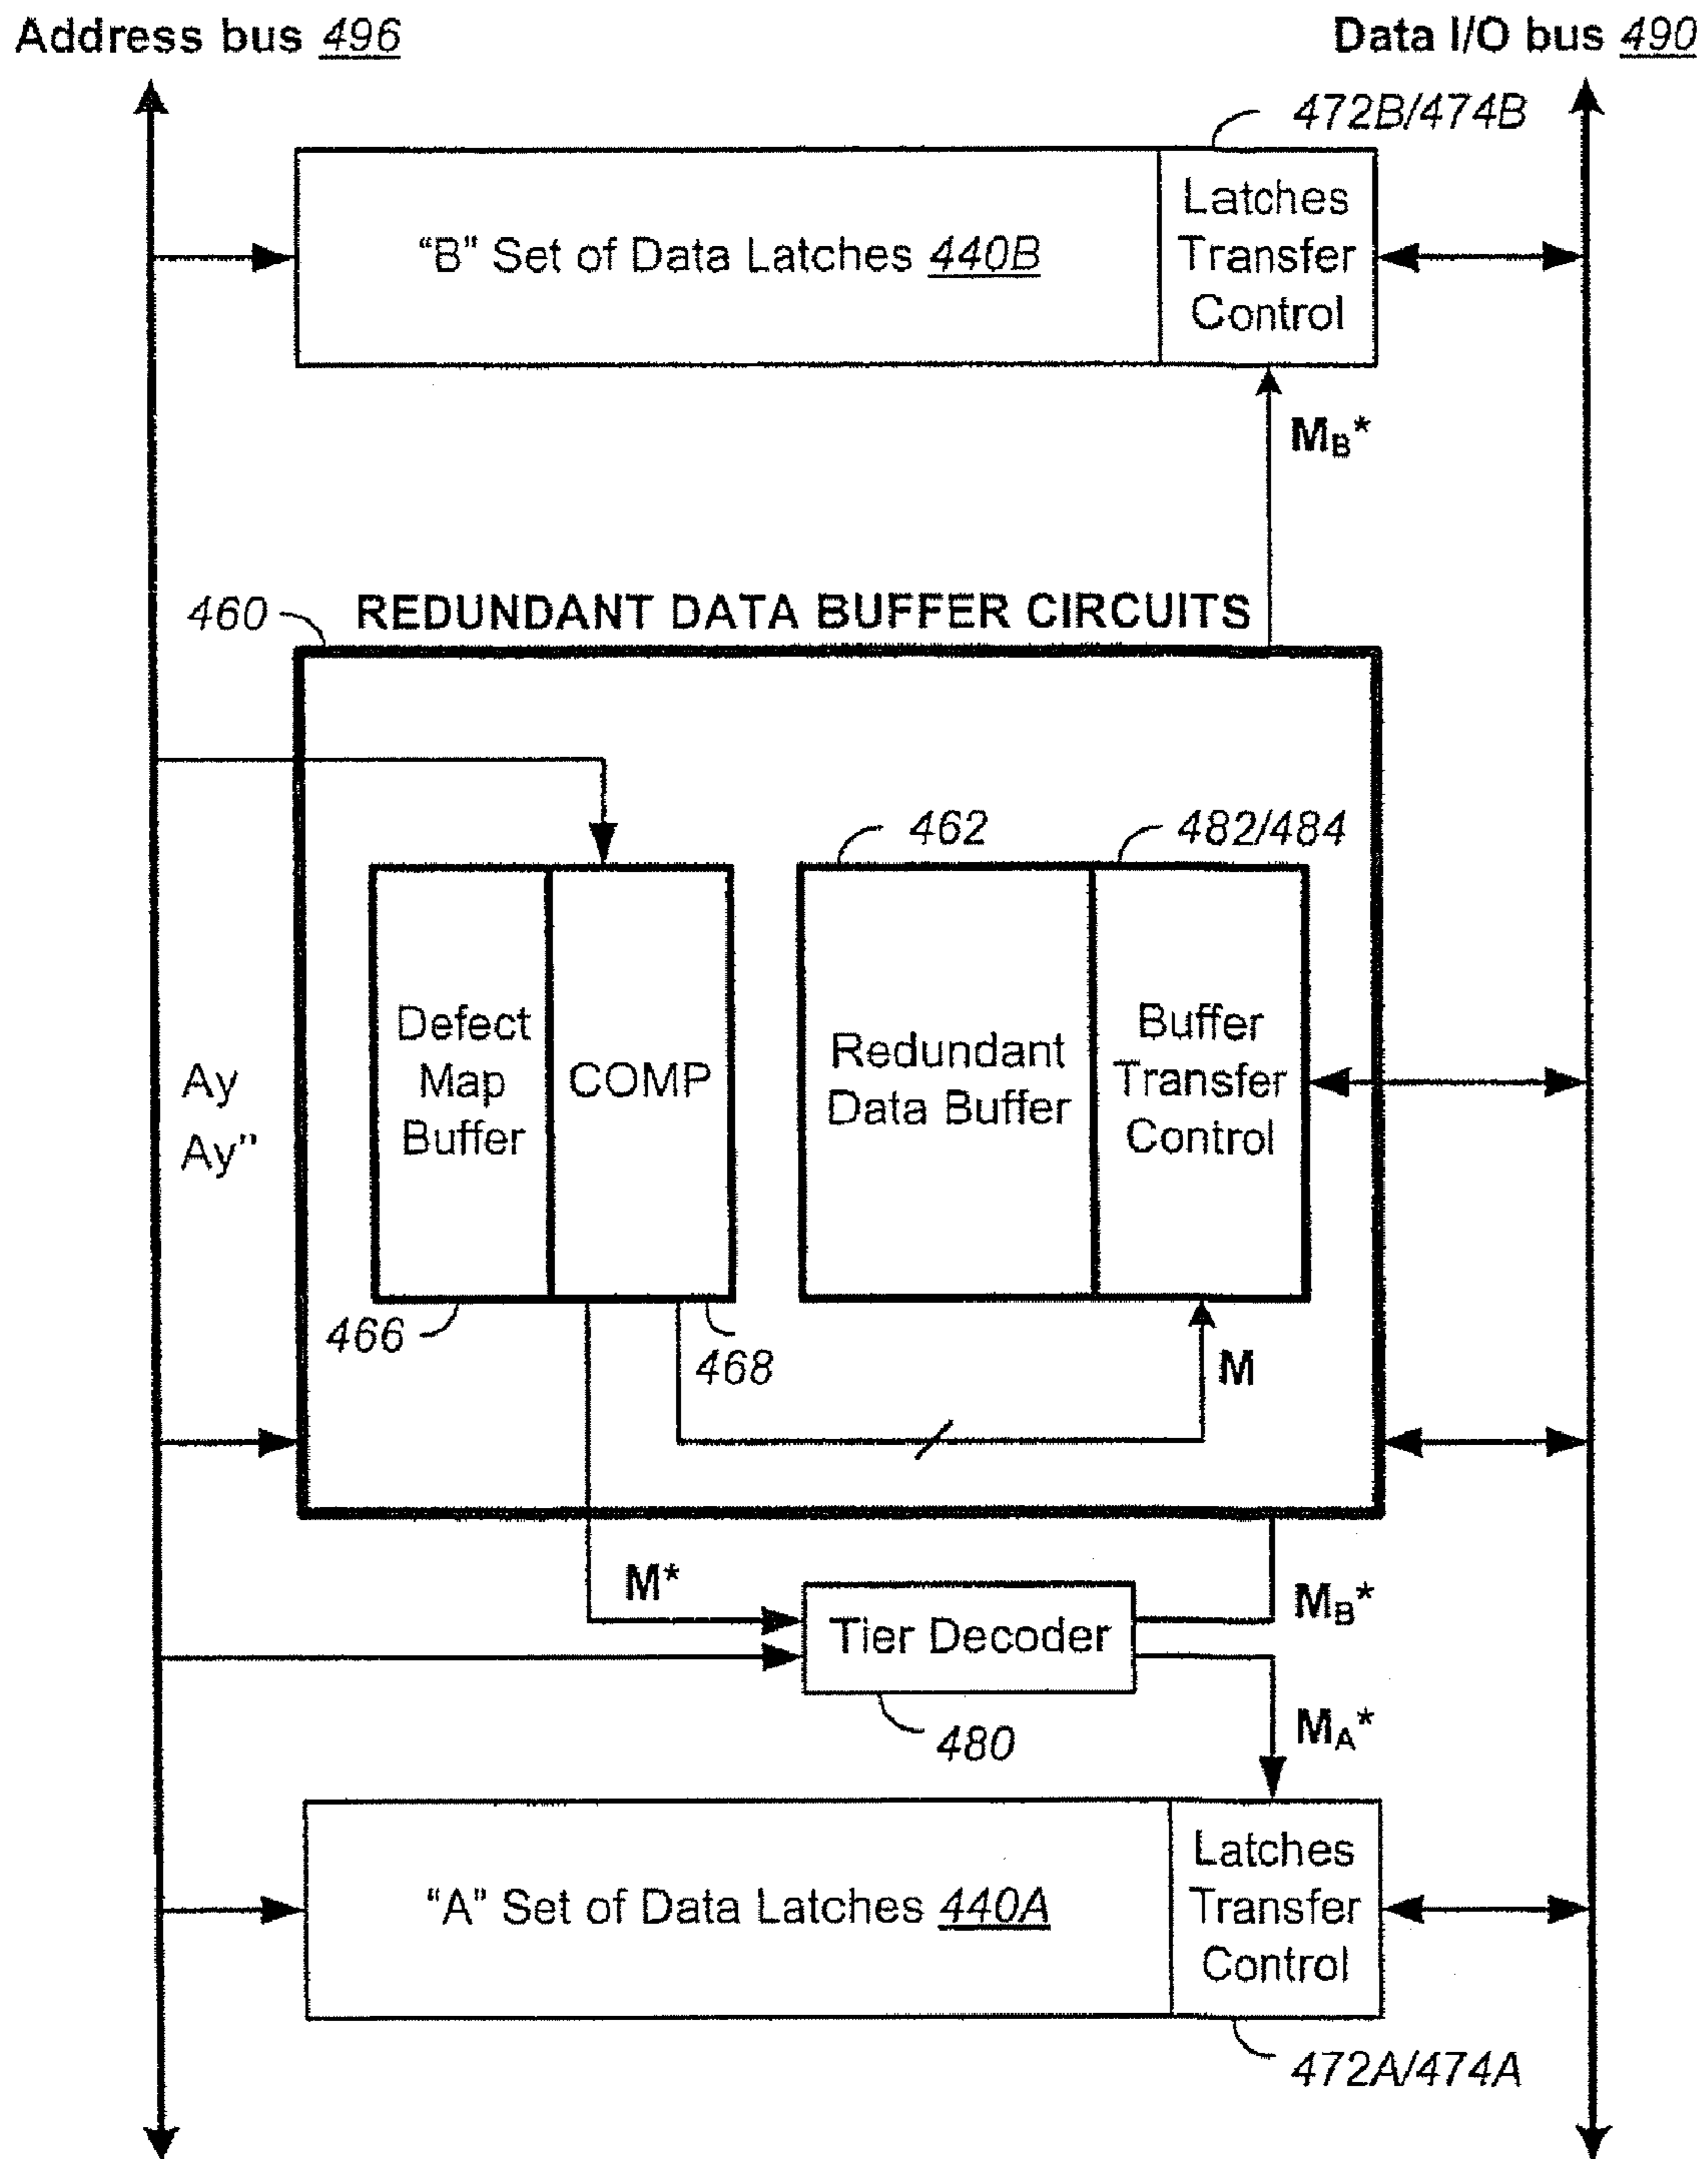 Address bus 496
Data I/O bus 490
472B/474B
"B" Set of Data Latches 440B
Latches
Transfer
Control
MB*
460
REDUNDANT DATA BUFFER CIRCUITS
462
482/484
Defect
Map
Buffer
COMP
Redundant
Data Buffer
Buffer
Transfer
Control
Ay
Ay"
466
468
M
M*
Tier Decoder
MB*
480
MA*
"A" Set of Data Latches 440A
Latches
Transfer
Control
472A/474A